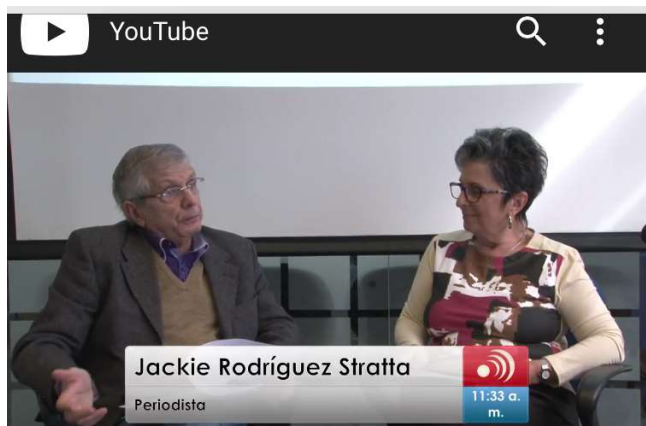 YouTube
Jackie Rodríguez Stratta
Periodista
11:33 a.
m.